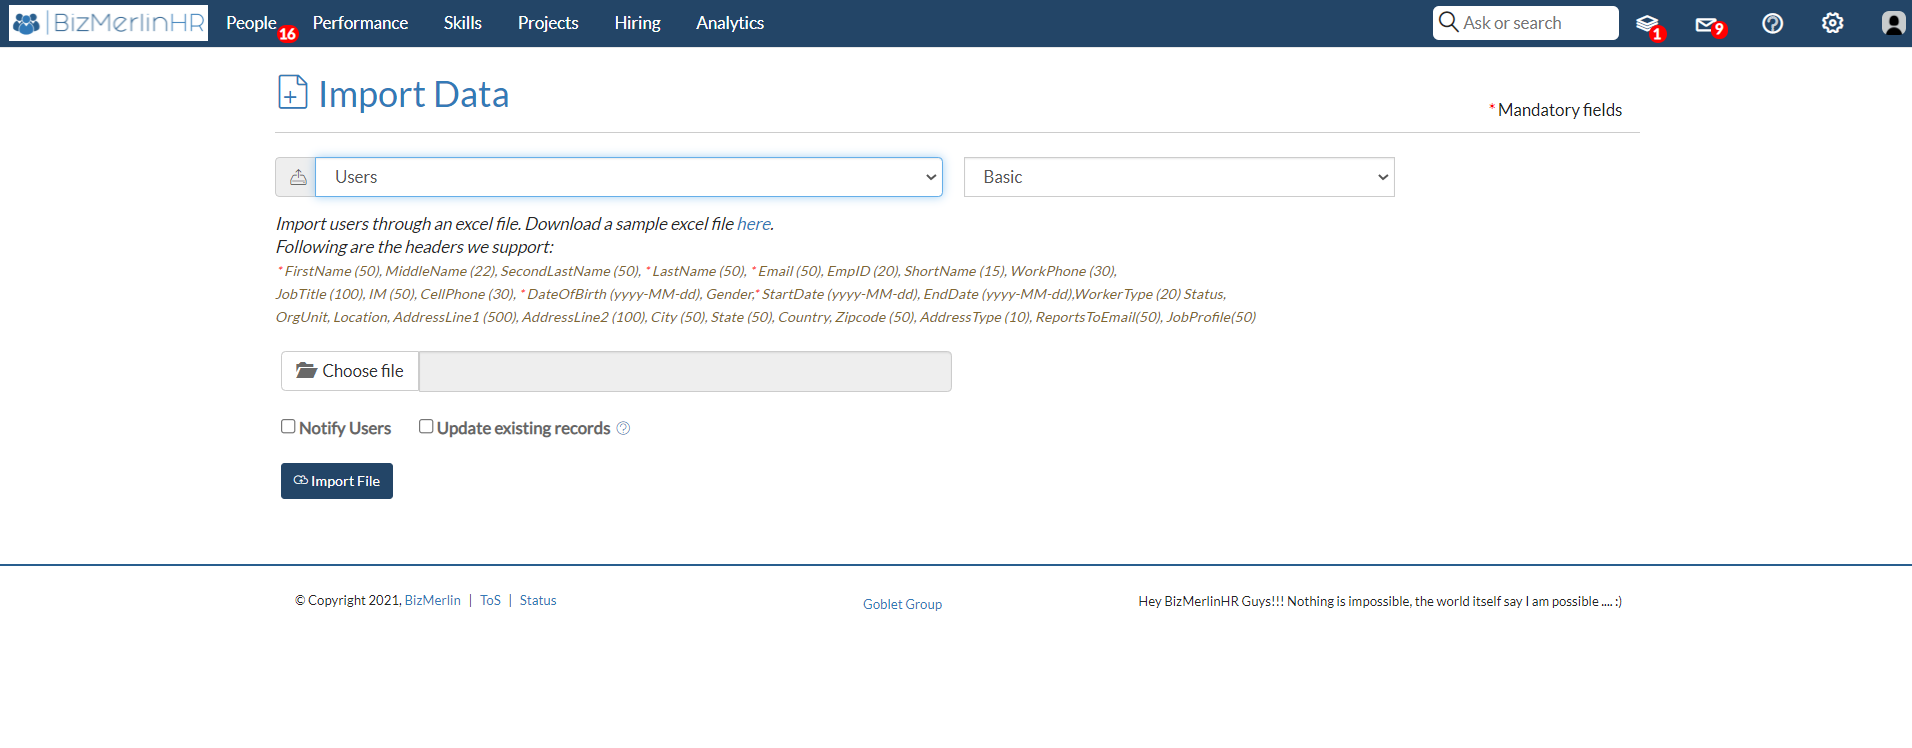 BizMerlinHR People 16 Performance Skills Projects Hiring Analytics Ask or search 1 9
Import Data
* Mandatory fields
Users Basic
Import users through an excel file. Download a sample excel file here.
Following are the headers we support:
* FirstName (50), MiddleName (22), SecondLastName (50), * LastName (50), * Email (50), EmpID (20), ShortName (15), WorkPhone (30),
JobTitle (100), IM (50), CellPhone (30), * DateOfBirth (yyyy-MM-dd), Gender,* StartDate (yyyy-MM-dd), EndDate (yyyy-MM-dd),WorkerType (20) Status,
OrgUnit, Location, AddressLine1 (500), AddressLine2 (100), City (50), State (50), Country, Zipcode (50), AddressType (10), ReportsToEmail(50), JobProfile(50)
Choose file
Notify Users Update existing records
Import File
© Copyright 2021, BizMerlin | ToS | Status
Goblet Group
Hey BizMerlinHR Guys!!! Nothing is impossible, the world itself say I am possible .... :)